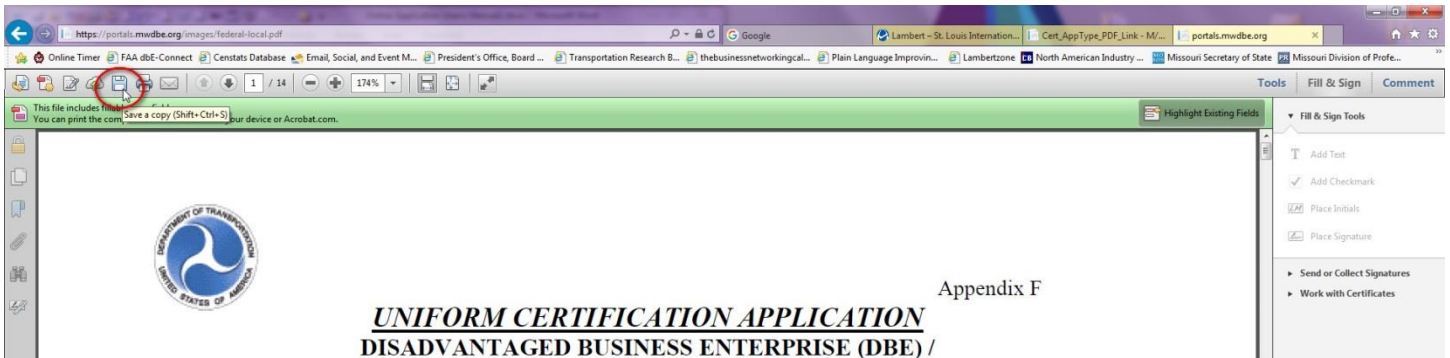 https://portals.mwdbe.org/images/federal-local.pdf
Google
Lambert – St. Louis Internation...
Cert_AppType_PDF_Link - M/...
portals.mwdbe.org
Online Timer
FAA dbE-Connect
Censtats Database
Email, Social, and Event M...
President's Office, Board ...
Transportation Research B...
thebusinessnetworkingcal...
Plain Language Improvin...
Lambertzone
North American Industry ...
Missouri Secretary of State
Missouri Division of Profe...
1 / 14
174%
Tools
Fill & Sign
Comment
This file includes
You can print the
Save a copy (Shift+Ctrl+S)
device or Acrobat.com.
Highlight Existing Fields
Fill & Sign Tools
T Add Text
Add Checkmark
Place Initials
Place Signature
Send or Collect Signatures
Work with Certificates
DEPARTMENT OF TRANSPORTATION
UNITED STATES OF AMERICA
Appendix F
UNIFORM CERTIFICATION APPLICATION
DISADVANTAGED BUSINESS ENTERPRISE (DBE) /